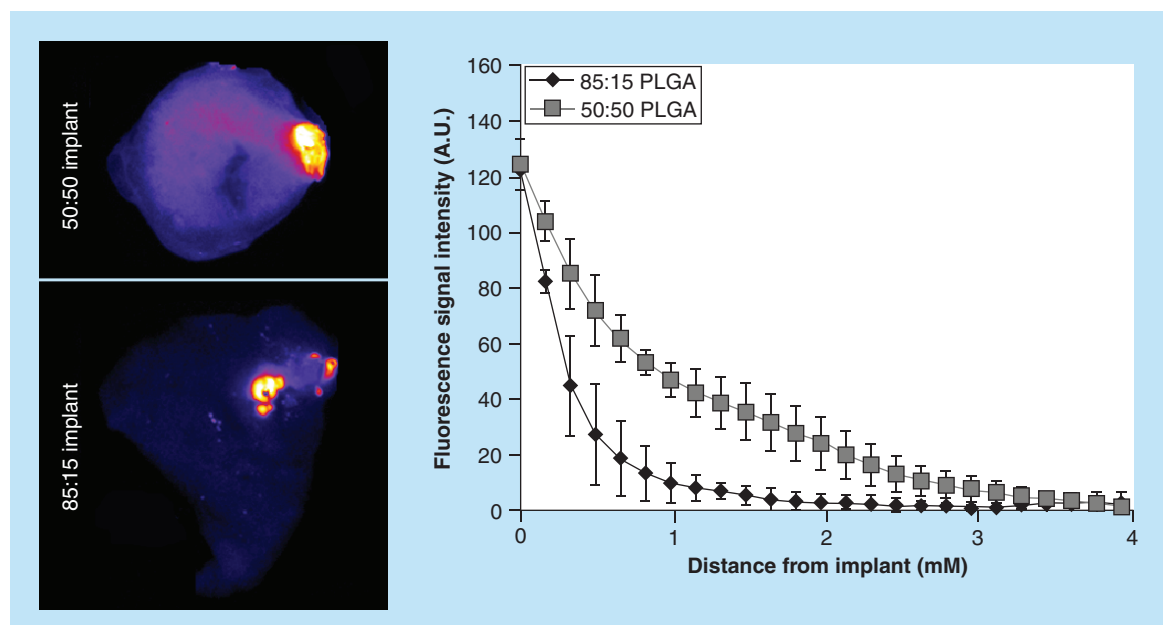 50:50 implant
85:15 implant
Fluorescence signal intensity (A.U.)
160
140
120
100
80
60
40
20
0
85:15 PLGA
50:50 PLGA
0
1
2
3
4
Distance from implant (mM)